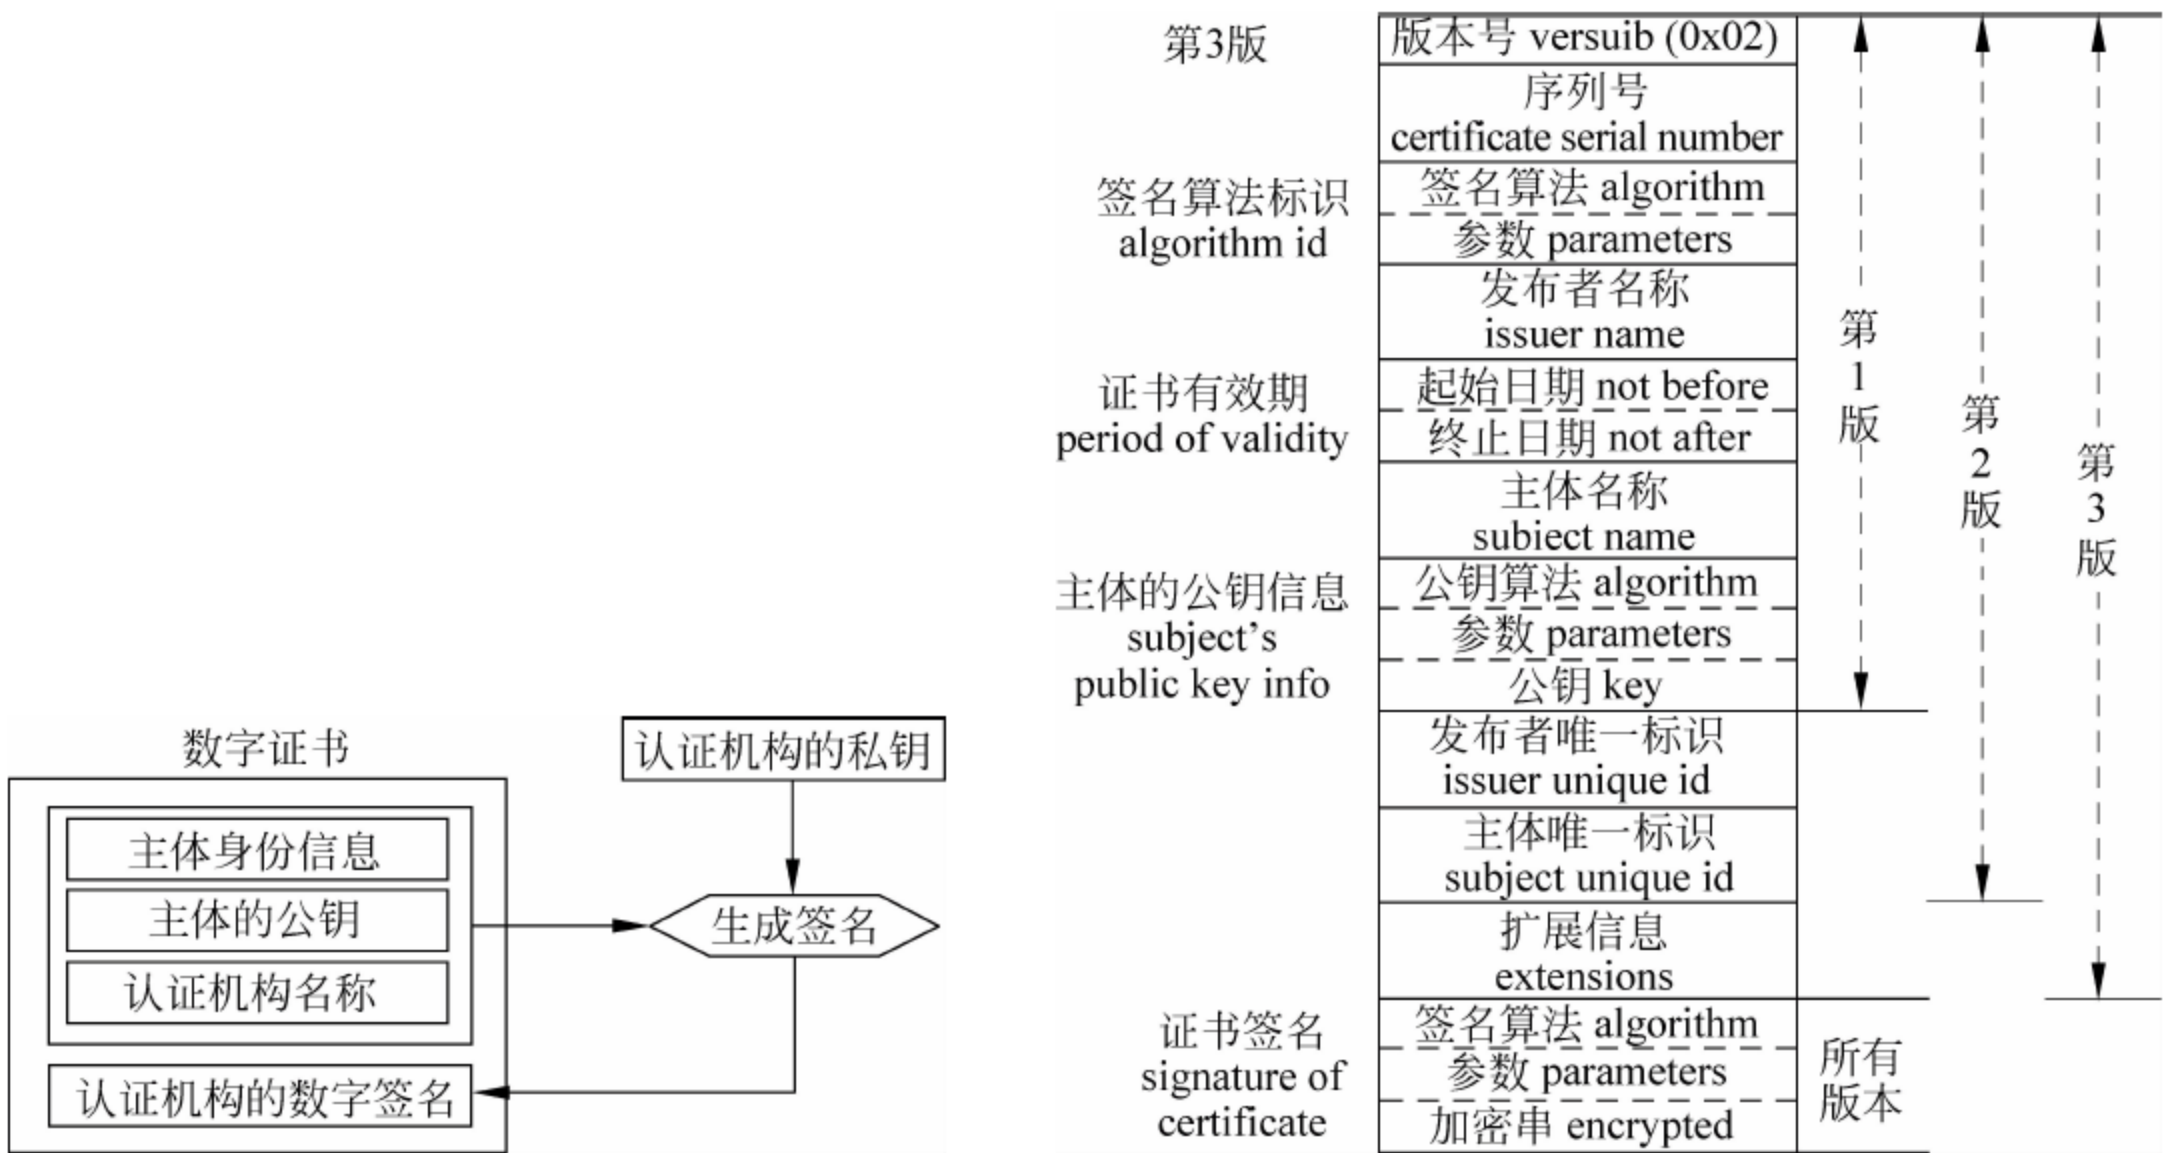 数字证书
主体身份信息
主体的公钥
认证机构名称
认证机构的数字签名
认证机构的私钥
生成签名
第3版
版本号 versuib (0x02)
序列号
certificate serial number
签名算法标识
algorithm id
签名算法 algorithm
参数 parameters
发布者名称
issuer name
证书有效期
period of validity
起始日期 not before
终止日期 not after
主体名称
subiect name
主体的公钥信息
subject's
public key info
公钥算法 algorithm
参数 parameters
公钥 key
发布者唯一标识
issuer unique id
主体唯一标识
subject unique id
扩展信息
extensions
证书签名
signature of
certificate
签名算法 algorithm
参数 parameters
加密串 encrypted
第1版
第2版
第3版
所有
版本